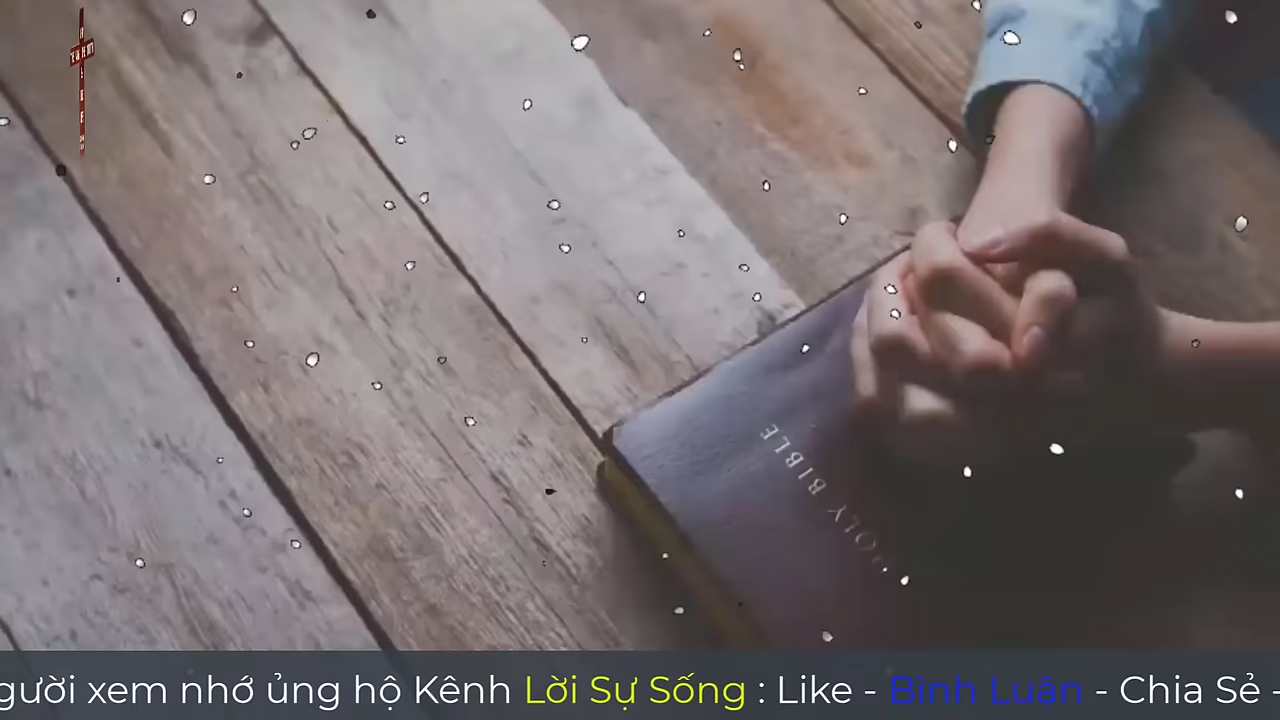 HOLY BIBLE
gười xem nhớ ủng hộ Kênh Lời Sự Sống : Like - Bình Luận - Chia Sẻ -